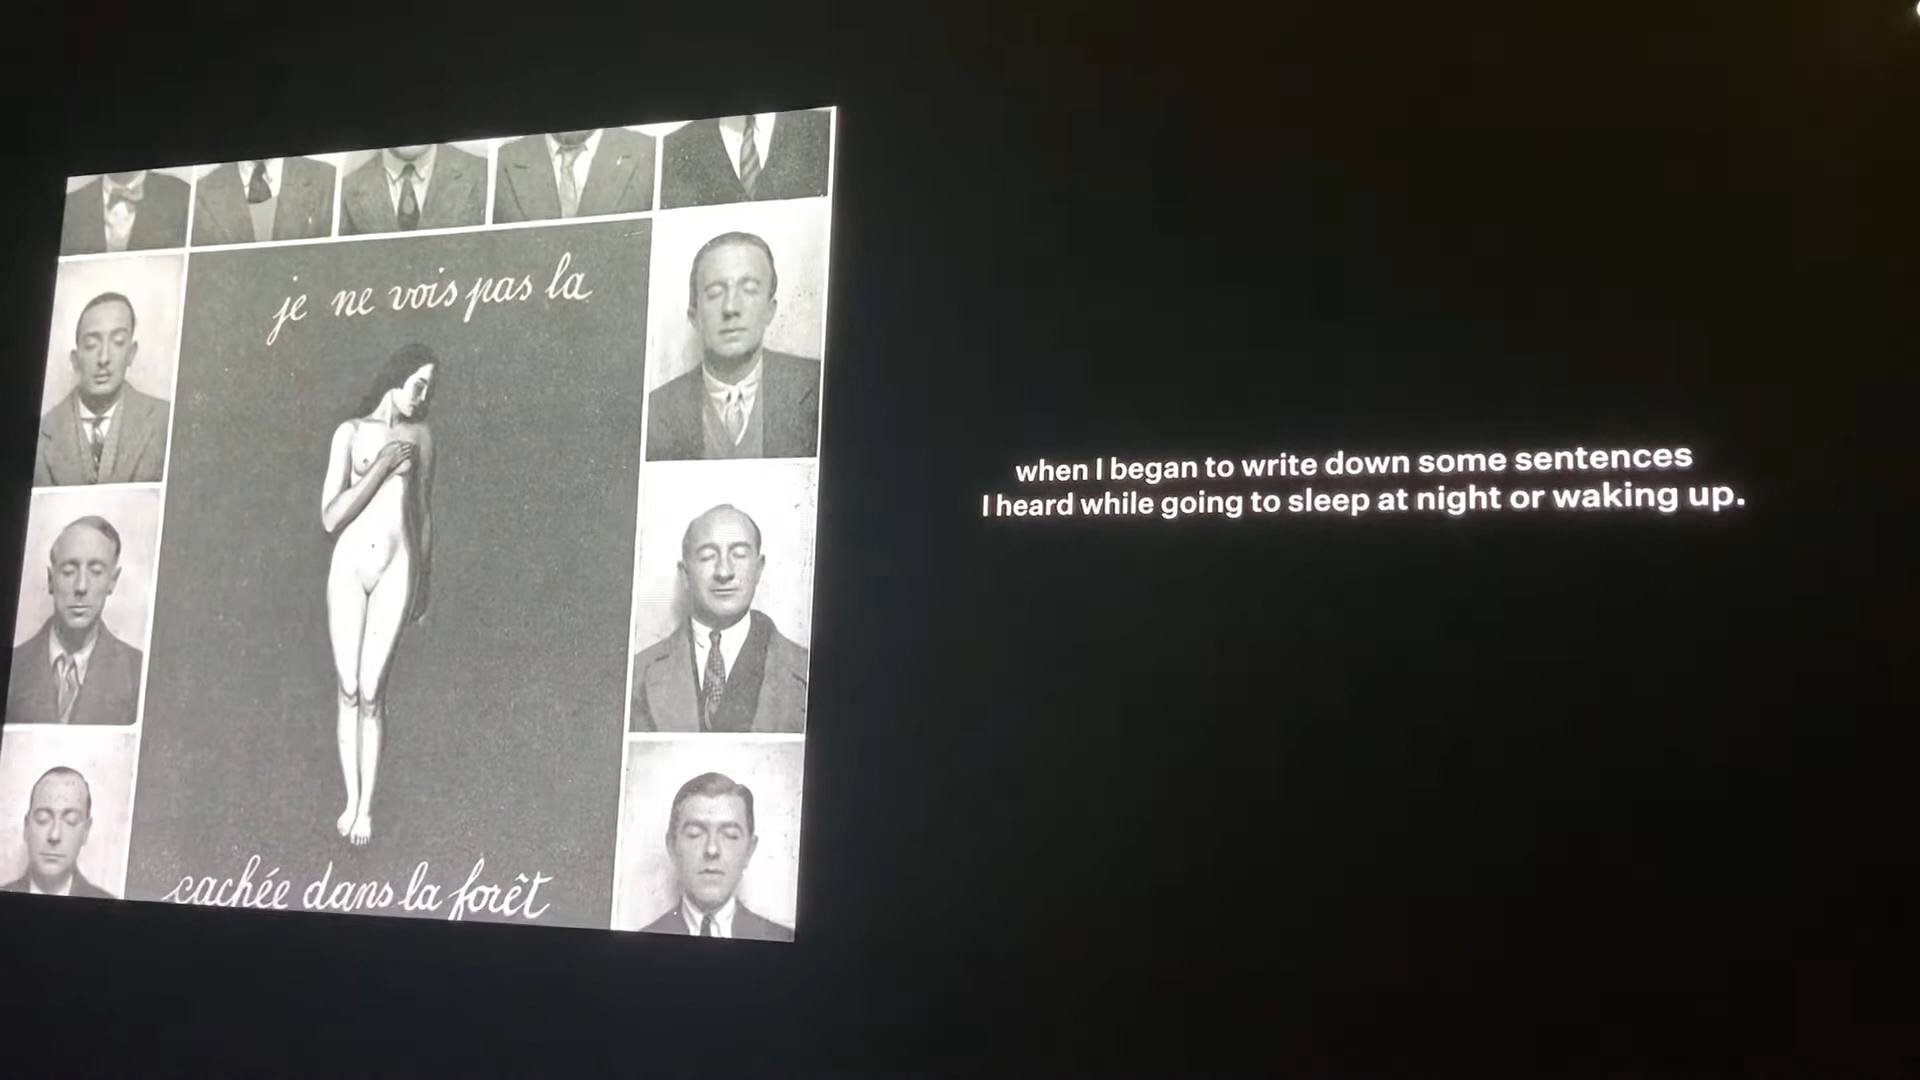 je ne vois pas la
cachée dans la forêt
when I began to write down some sentences
I heard while going to sleep at night or waking up.